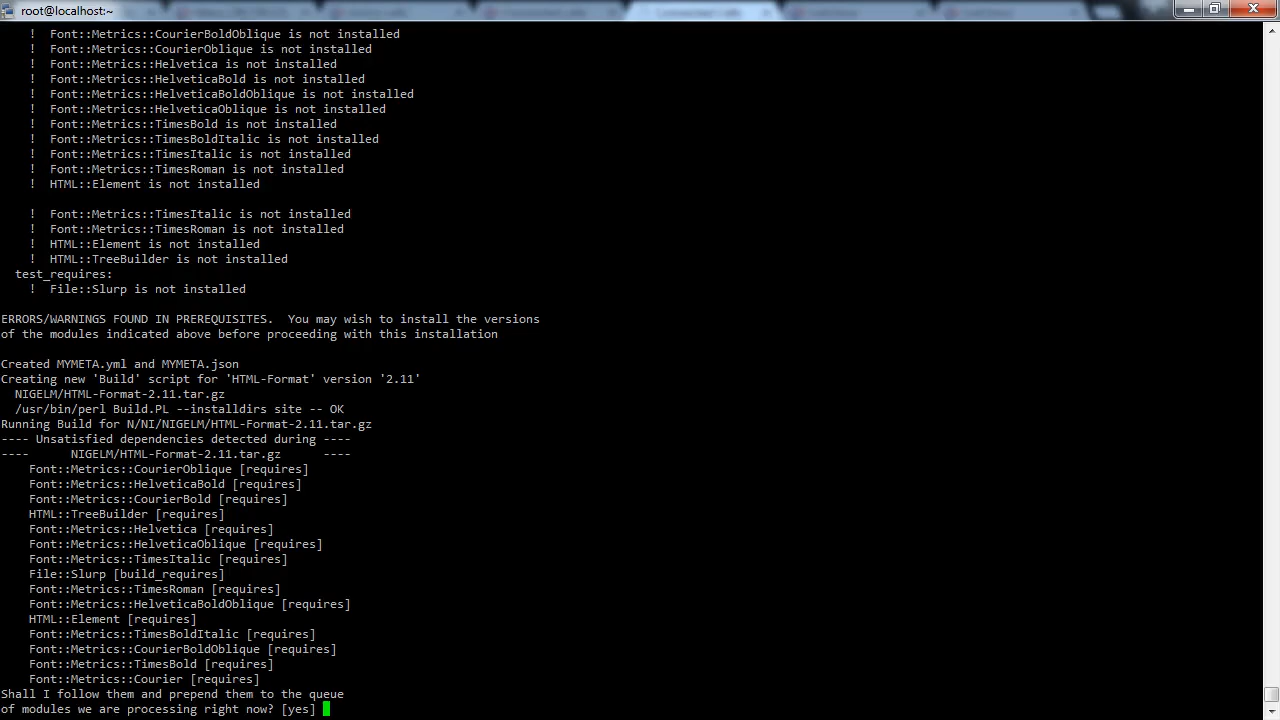 root@localhost:~
! Font::Metrics::CourierBoldOblique is not installed
! Font::Metrics::CourierOblique is not installed
! Font::Metrics::Helvetica is not installed
! Font::Metrics::HelveticaBold is not installed
! Font::Metrics::HelveticaBoldOblique is not installed
! Font::Metrics::HelveticaOblique is not installed
! Font::Metrics::TimesBold is not installed
! Font::Metrics::TimesBoldItalic is not installed
! Font::Metrics::TimesItalic is not installed
! Font::Metrics::TimesRoman is not installed
! HTML::Element is not installed
! Font::Metrics::TimesItalic is not installed
! Font::Metrics::TimesRoman is not installed
! HTML::Element is not installed
! HTML::TreeBuilder is not installed
test_requires:
! File::Slurp is not installed
ERRORS/WARNINGS FOUND IN PREREQUISITES.  You may wish to install the versions
of the modules indicated above before proceeding with this installation
Created MYMETA.yml and MYMETA.json
Creating new 'Build' script for 'HTML-Format' version '2.11'
NIGELM/HTML-Format-2.11.tar.gz
/usr/bin/perl Build.PL --installdirs site -- OK
Running Build for N/NI/NIGELM/HTML-Format-2.11.tar.gz
---- Unsatisfied dependencies detected during ----
----       NIGELM/HTML-Format-2.11.tar.gz      ----
Font::Metrics::CourierOblique [requires]
Font::Metrics::HelveticaBold [requires]
Font::Metrics::CourierBold [requires]
HTML::TreeBuilder [requires]
Font::Metrics::Helvetica [requires]
Font::Metrics::HelveticaOblique [requires]
Font::Metrics::TimesItalic [requires]
File::Slurp [build_requires]
Font::Metrics::TimesRoman [requires]
Font::Metrics::HelveticaBoldOblique [requires]
HTML::Element [requires]
Font::Metrics::TimesBoldItalic [requires]
Font::Metrics::CourierBoldOblique [requires]
Font::Metrics::TimesBold [requires]
Font::Metrics::Courier [requires]
Shall I follow them and prepend them to the queue
of modules we are processing right now? [yes]